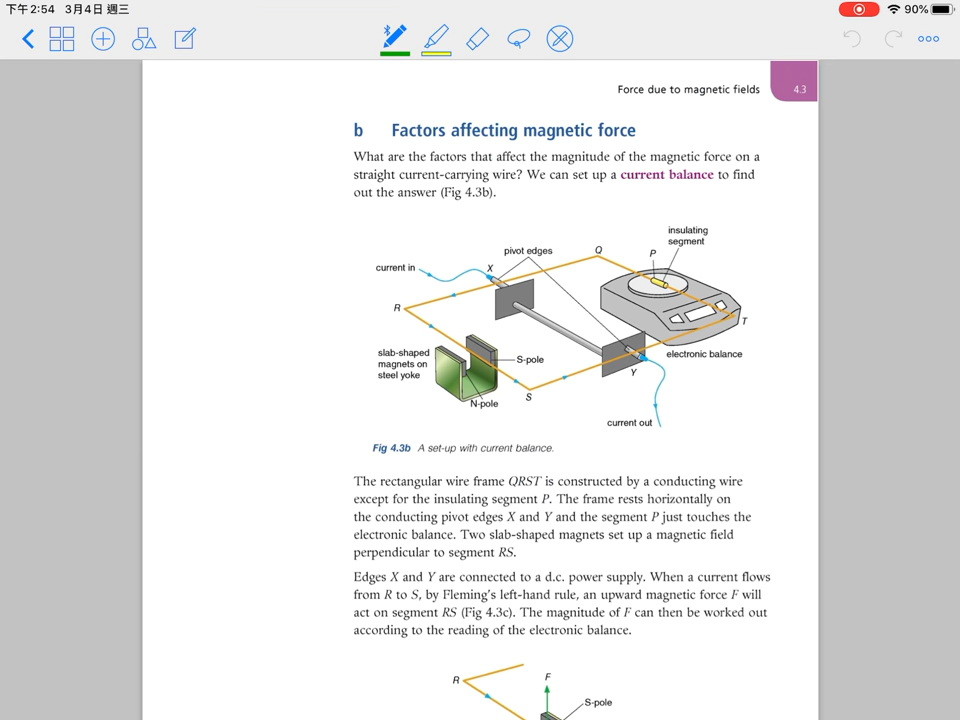 下午2:54 3月4日 週三
90%
Force due to magnetic fields 4.3
b Factors affecting magnetic force
What are the factors that affect the magnitude of the magnetic force on a
straight current-carrying wire? We can set up a current balance to find
out the answer (Fig 4.3b).
insulating
segment
pivot edges
Q
P
current in
X
R
T
slab-shaped
magnets on
steel yoke
S-pole
electronic balance
Y
N-pole
S
current out
Fig 4.3b A set-up with current balance.
The rectangular wire frame QRST is constructed by a conducting wire
except for the insulating segment P. The frame rests horizontally on
the conducting pivot edges X and Y and the segment P just touches the
electronic balance. Two slab-shaped magnets set up a magnetic field
perpendicular to segment RS.
Edges X and Y are connected to a d.c. power supply. When a current flows
from R to S, by Fleming's left-hand rule, an upward magnetic force F will
act on segment RS (Fig 4.3c). The magnitude of F can then be worked out
according to the reading of the electronic balance.
R
F
S-pole